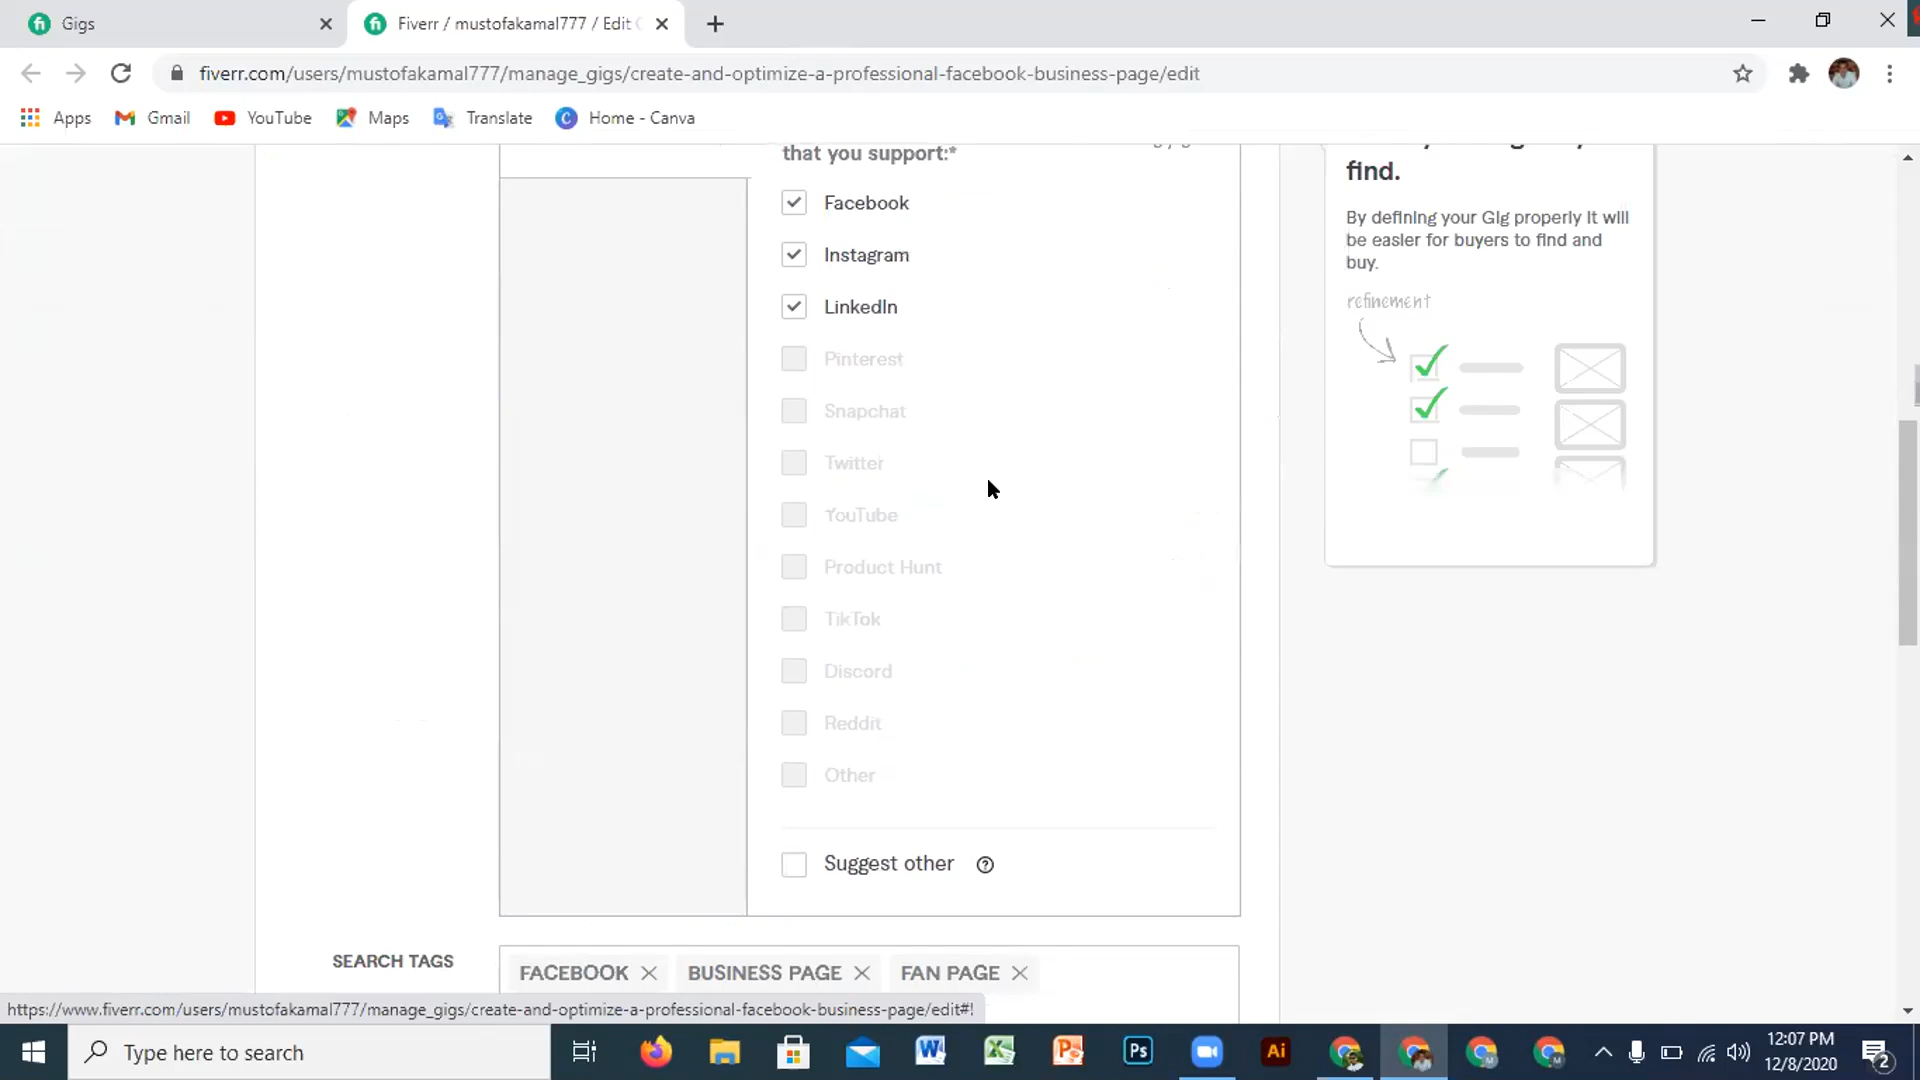 Gigs
Fiverr / mustofakamal777 / Edit
fiverr.com/users/mustofakamal777/manage_gigs/create-and-optimize-a-professional-facebook-business-page/edit
Apps
Gmail
YouTube
Maps
Translate
Home - Canva
that you support:*
Facebook
Instagram
LinkedIn
Pinterest
Snapchat
Twitter
YouTube
Product Hunt
TikTok
Discord
Reddit
Other
Suggest other
find.
By defining your Gig properly it will
be easier for buyers to find and
buy.
refinement
SEARCH TAGS
FACEBOOK
BUSINESS PAGE
FAN PAGE
https://www.fiverr.com/users/mustofakamal777/manage_gigs/create-and-optimize-a-professional-facebook-business-page/edit#!
Type here to search
Ps
Ai
12:07 PM
12/8/2020
2